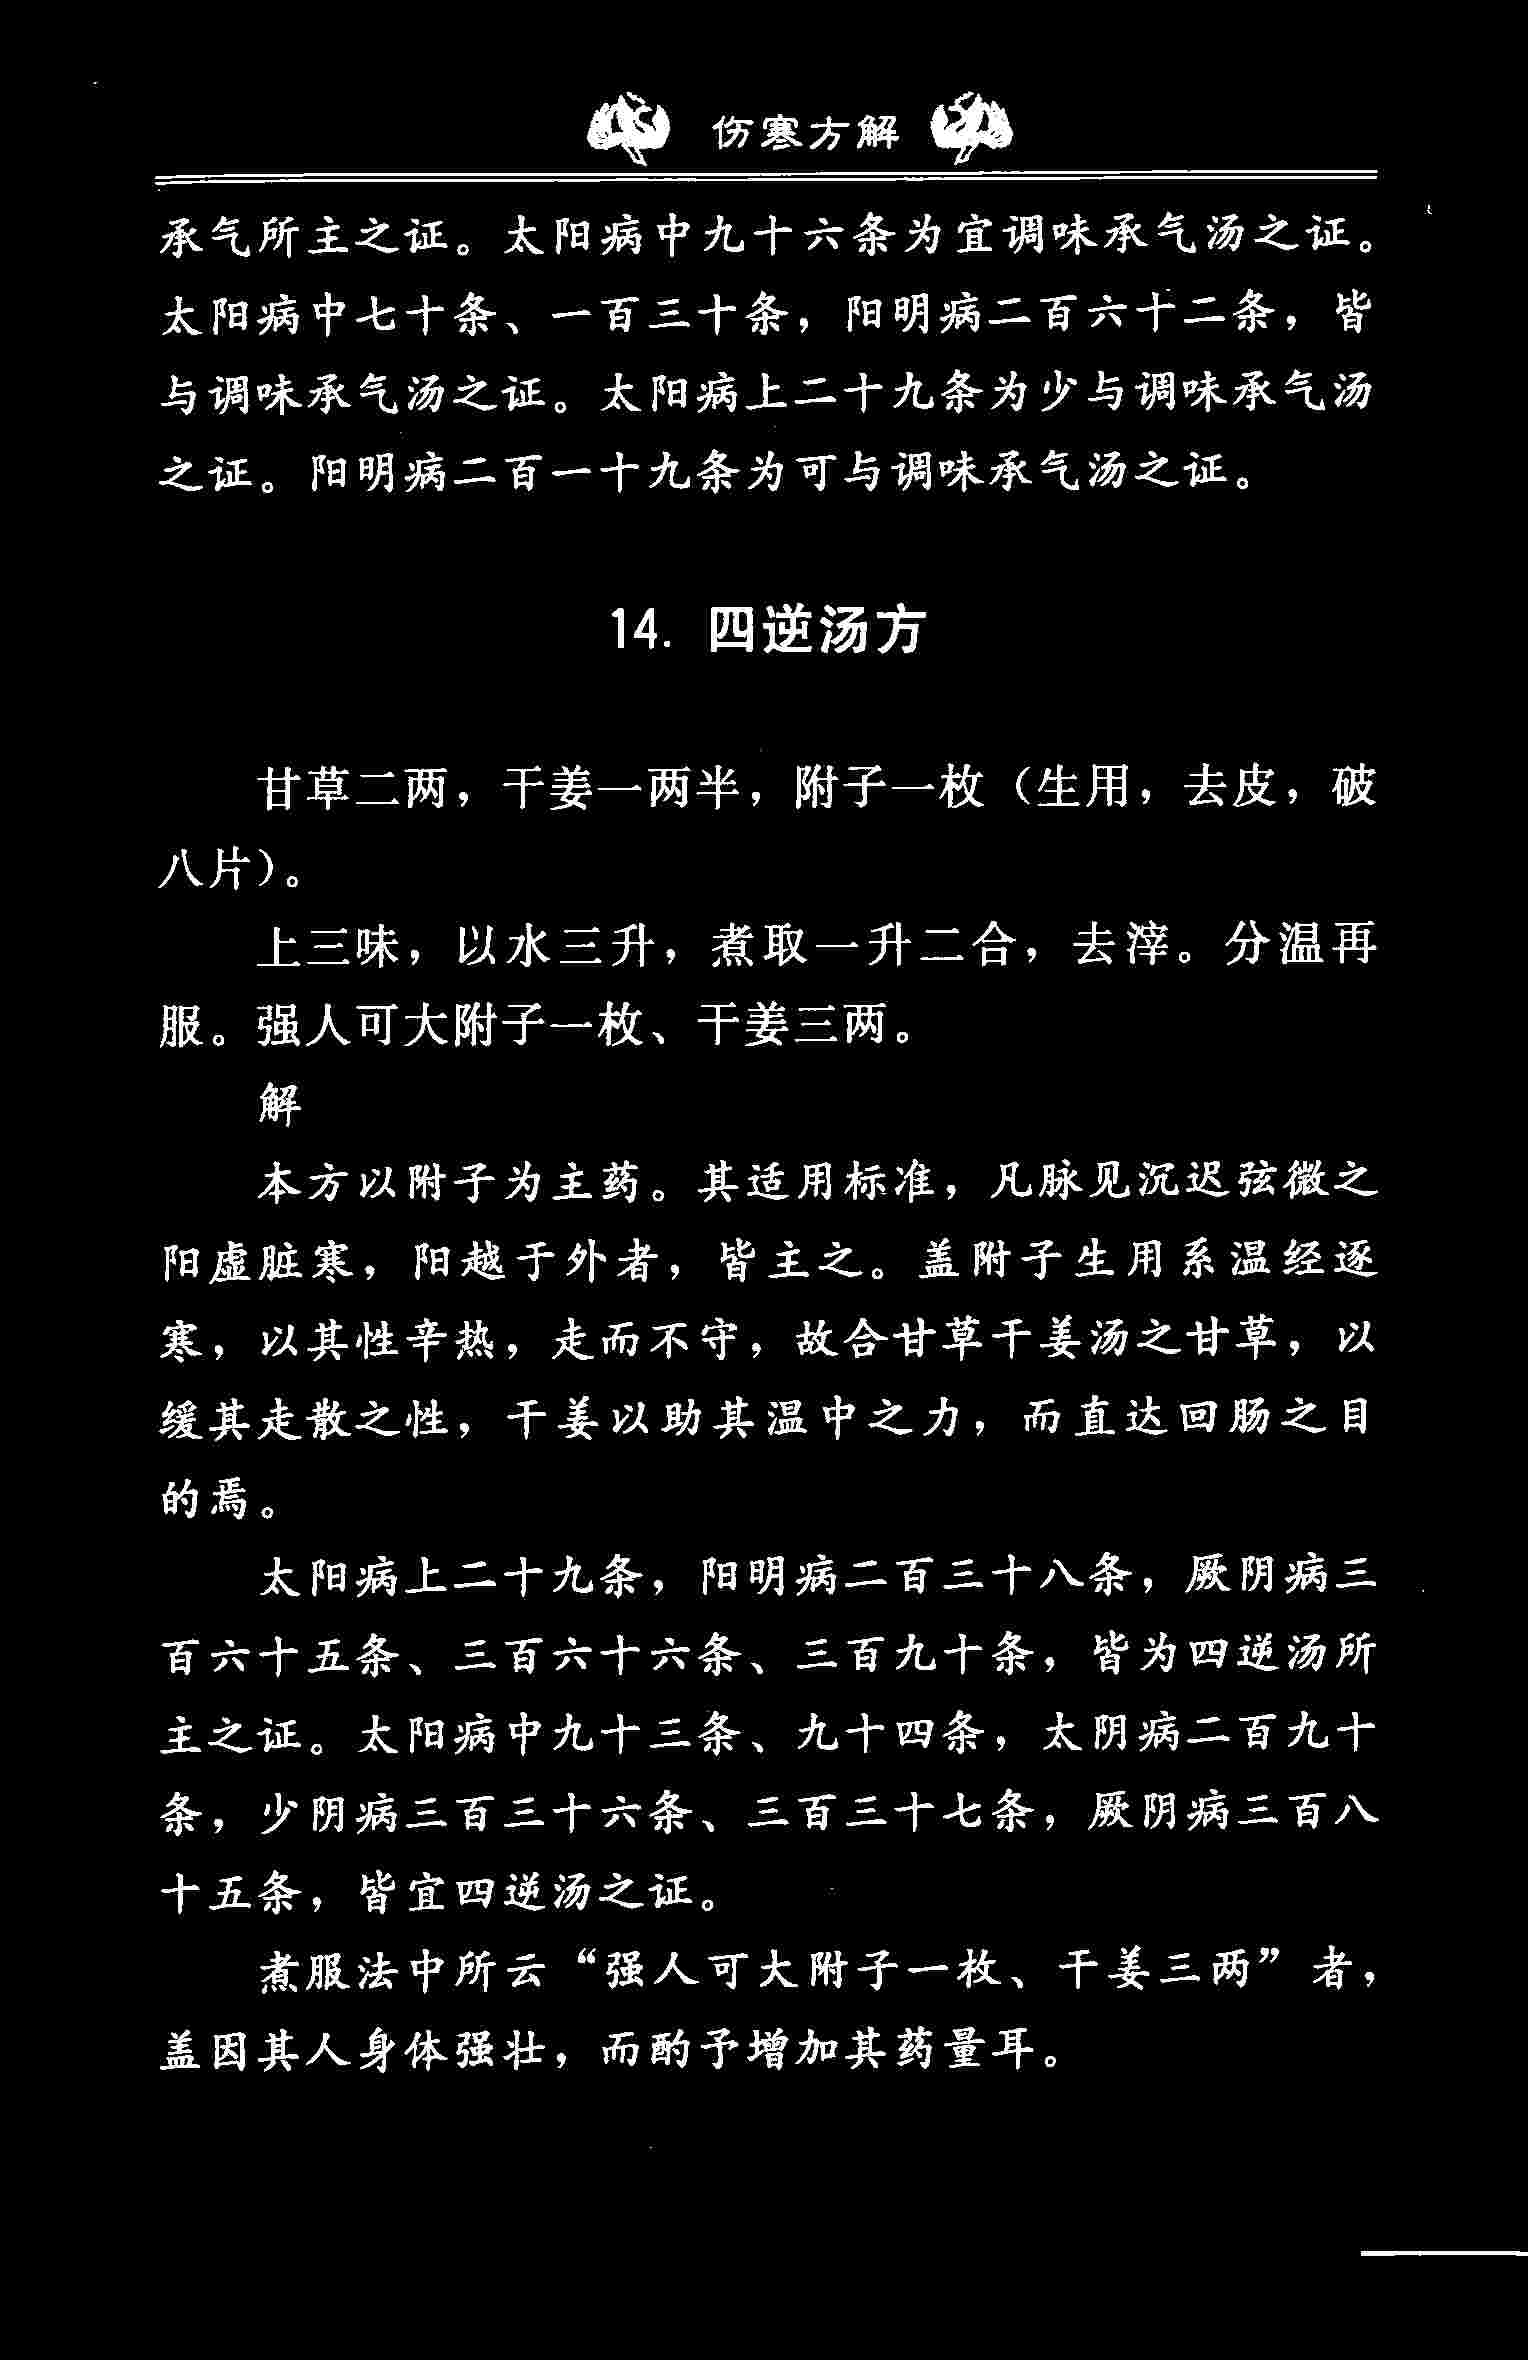 伤寒方解
承气所主之证。太阳病中九十六条为宜调味承气汤之证。
太阳病中七十条、一百三十条，阳明病二百六十二条，皆
与调味承气汤之证。太阳病上二十九条为少与调味承气汤
之证。阳明病二百一十九条为可与调味承气汤之证。
14. 四逆汤方
甘草二两，干姜一两半，附子一枚（生用，去皮，破
八片）。
上三味，以水三升，煮取一升二合，去滓。分温再
服。强人可大附子一枚、干姜三两。
解
本方以附子为主药。其适用标准，凡脉见沉迟弦微之
阳虚脏寒，阳越于外者，皆主之。盖附子生用系温经逐
寒，以其性辛热，走而不守，故合甘草干姜汤之甘草，以
缓其走散之性，干姜以助其温中之力，而直达回肠之目
的焉。
太阳病上二十九条，阳明病二百三十八条，厥阴病三
百六十五条、三百六十六条、三百九十条，皆为四逆汤所
主之证。太阳病中九十三条、九十四条，太阴病二百九十
条，少阴病三百三十六条、三百三十七条，厥阴病三百八
十五条，皆宜四逆汤之证。
煮服法中所云“强人可大附子一枚、干姜三两”者，
盖因其人身体强壮，而酌予增加其药量耳。